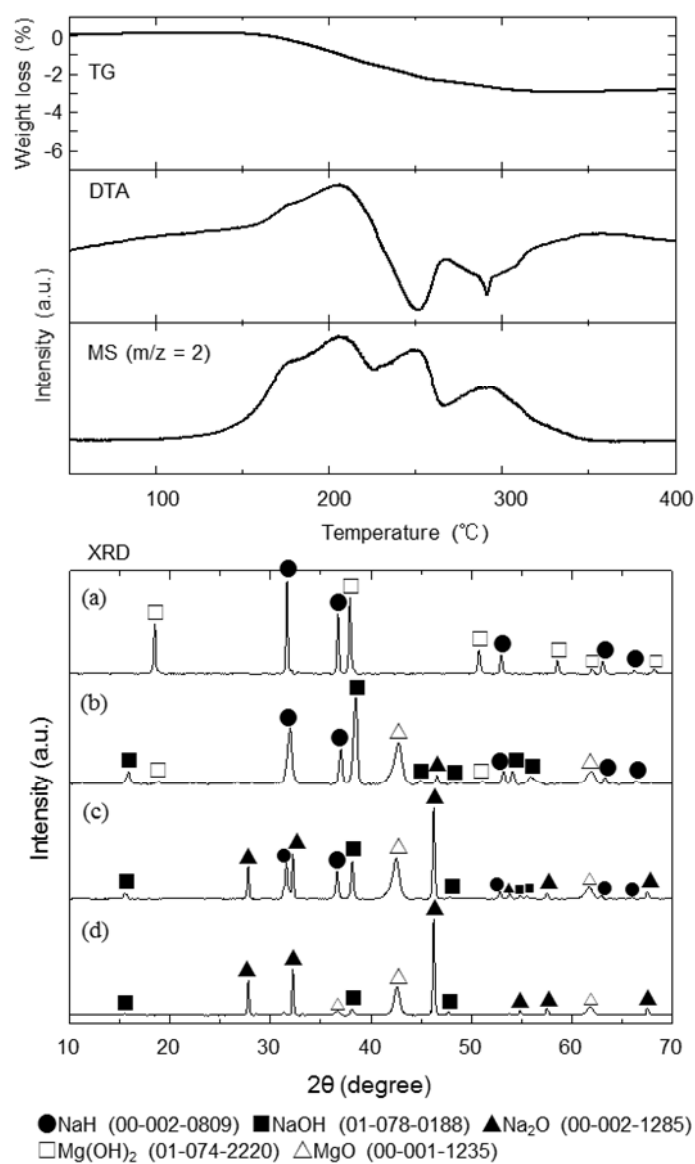 Weight loss (%)
0
-2
-4
-6
TG
DTA
MS (m/z = 2)
Intensity (a.u.)
100 200 300 400
Temperature (℃)
XRD
(a)
(b)
(c)
(d)
Intensity (a.u.)
10 20 30 40 50 60 70
2θ (degree)
●NaH (00-002-0809) ■NaOH (01-078-0188) ▲Na₂O (00-002-1285)
□Mg(OH)₂ (01-074-2220) △MgO (00-001-1235)